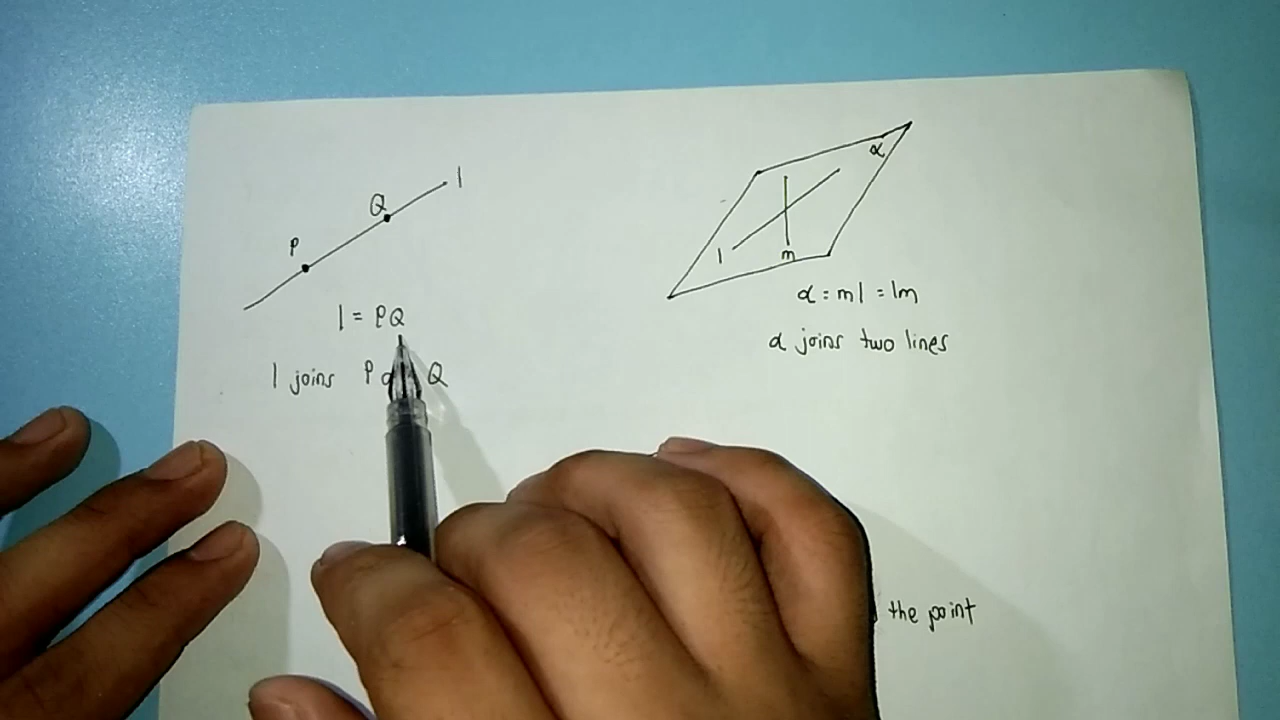 P Q l
l = PQ
l joins P Q
α
l m
α = ml = lm
α joins two lines
the point